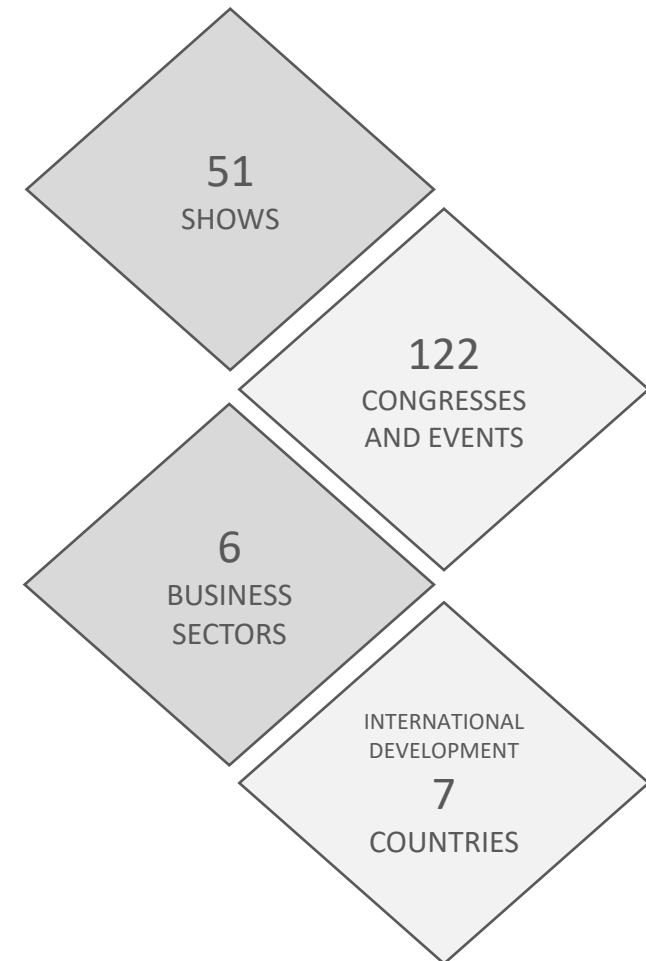 51
SHOWS
122
CONGRESSES
AND EVENTS
6
BUSINESS
SECTORS
INTERNATIONAL
DEVELOPMENT
7
COUNTRIES